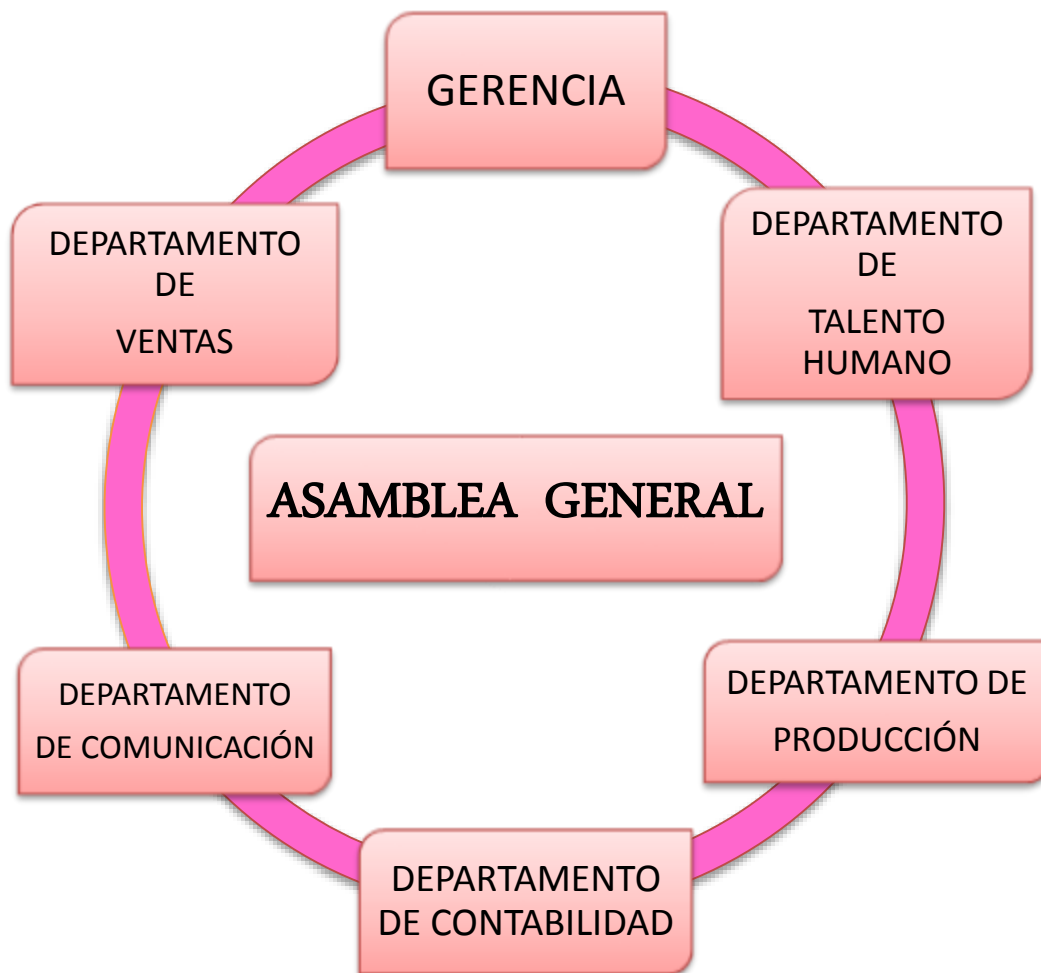 GERENCIA
DEPARTAMENTO
DE
VENTAS
DEPARTAMENTO
DE
TALENTO
HUMANO
ASAMBLEA GENERAL
DEPARTAMENTO
DE COMUNICACIÓN
DEPARTAMENTO DE
PRODUCCIÓN
DEPARTAMENTO
DE CONTABILIDAD